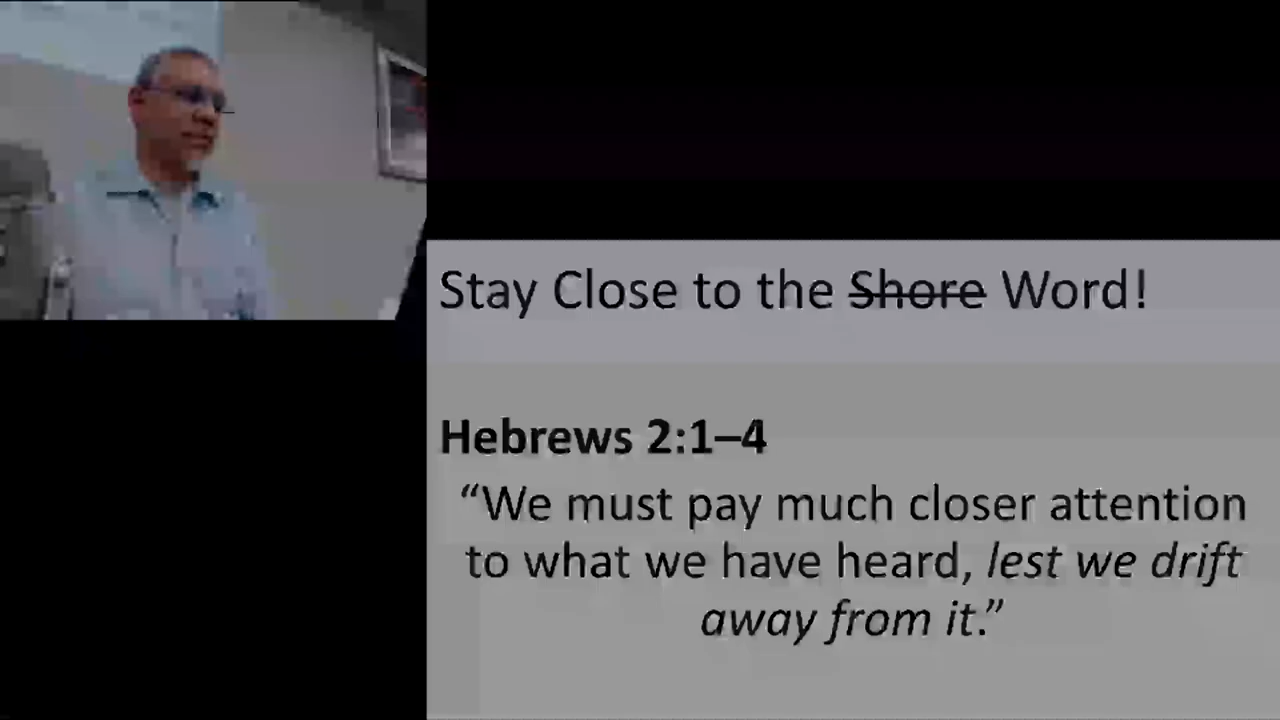 Stay Close to the Shore Word!
Hebrews 2:1–4
“We must pay much closer attention
to what we have heard, lest we drift
away from it.”